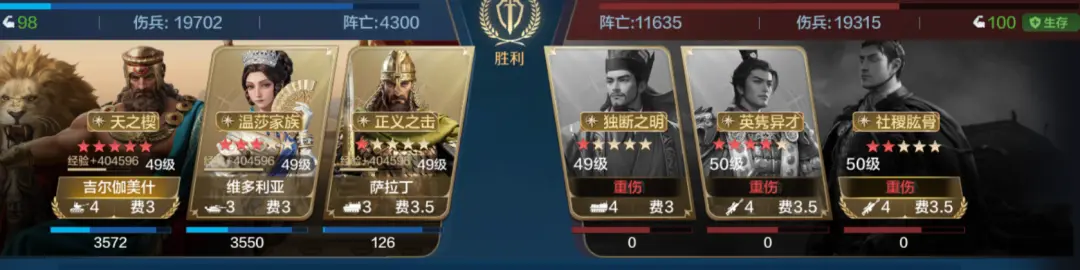 98 伤兵: 19702 阵亡:4300
阵亡:11635 伤兵: 19315 100 生存
胜利
天之楔
经验+404596 49级
吉尔伽美什
4 费3
3572
温莎家族
经验+404596 49级
维多利亚
3 费3
3550
正义之击
经验+404596 49级
萨拉丁
4 费3.5
126
独断之明
49级
重伤
4 费3
0
英隽异才
50级
重伤
4 费3.5
0
社稷肱骨
50级
重伤
4 费3.5
0